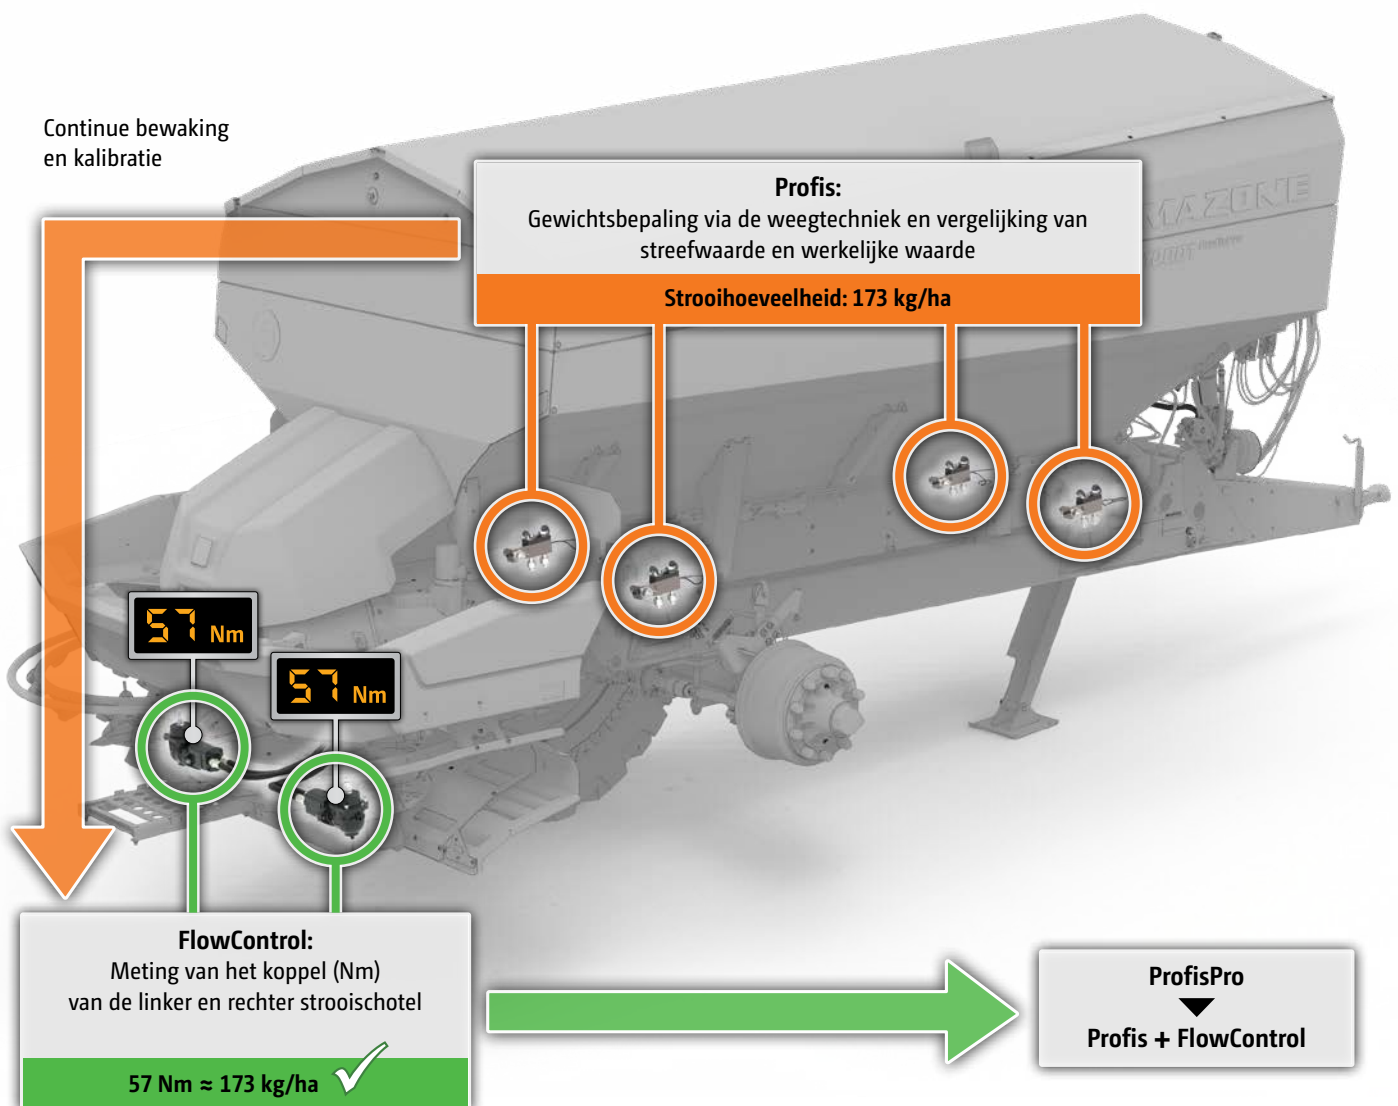 Continue bewaking
en kalibratie
Profis:
Gewichtsbepaling via de weegtechniek en vergelijking van
streefwaarde en werkelijke waarde
Strooihoeveelheid: 173 kg/ha
AMAZONE
57 Nm
57 Nm
FlowControl:
Meting van het koppel (Nm)
van de linker en rechter strooischotel
57 Nm ≈ 173 kg/ha
ProfisPro
Profis + FlowControl